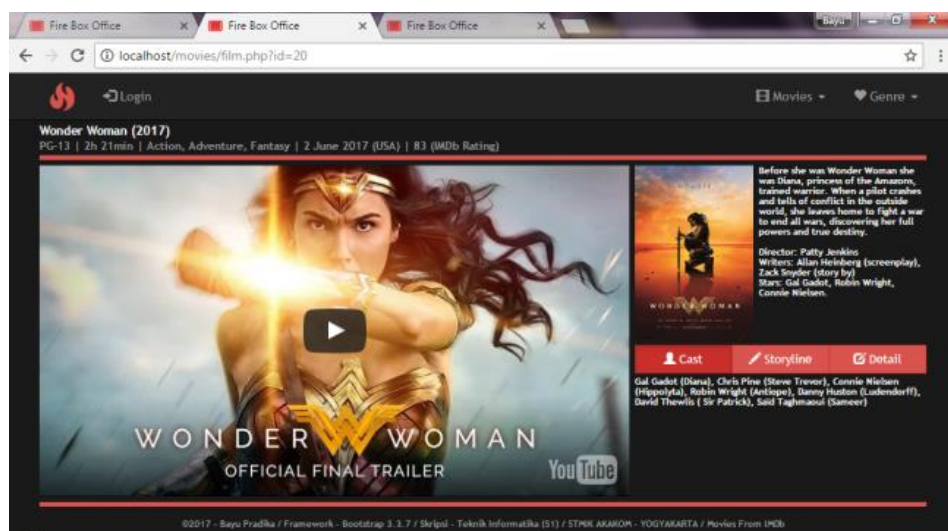 Fire Box Office
Fire Box Office
Fire Box Office
Bayu
localhost/movies/film.php?id=20
Login
Movies
Genre
Wonder Woman (2017)
PG-13 | 2h 21min | Action, Adventure, Fantasy | 2 June 2017 (USA) | 83 (IMDb Rating)
WONDER WOMAN
OFFICIAL FINAL TRAILER
YouTube
WONDER WOMAN
Before she was Wonder Woman she
was Diana, princess of the Amazons,
trained warrior. When a pilot crashes
and tells of conflict in the outside
world, she leaves home to fight a war
to end all wars, discovering her full
powers and true destiny.
Director: Patty Jenkins
Writers: Allan Heinberg (screenplay),
Zack Snyder (story by)
Stars: Gal Gadot, Robin Wright,
Connie Nielsen.
Cast
Storyline
Detail
Gal Gadot (Diana), Chris Pine (Steve Trevor), Connie Nielsen
(Hippolyta), Robin Wright (Antiope), Danny Huston (Ludendorff),
David Thewlis ( Sir Patrick), Saïd Taghmaoui (Sameer)
©2017 - Bayu Pradika / Framework - Bootstrap 3.3.7 / Skripsi - Teknik Informatika (S1) / STMIK AKAKOM - YOGYAKARTA / Movies From IMDb